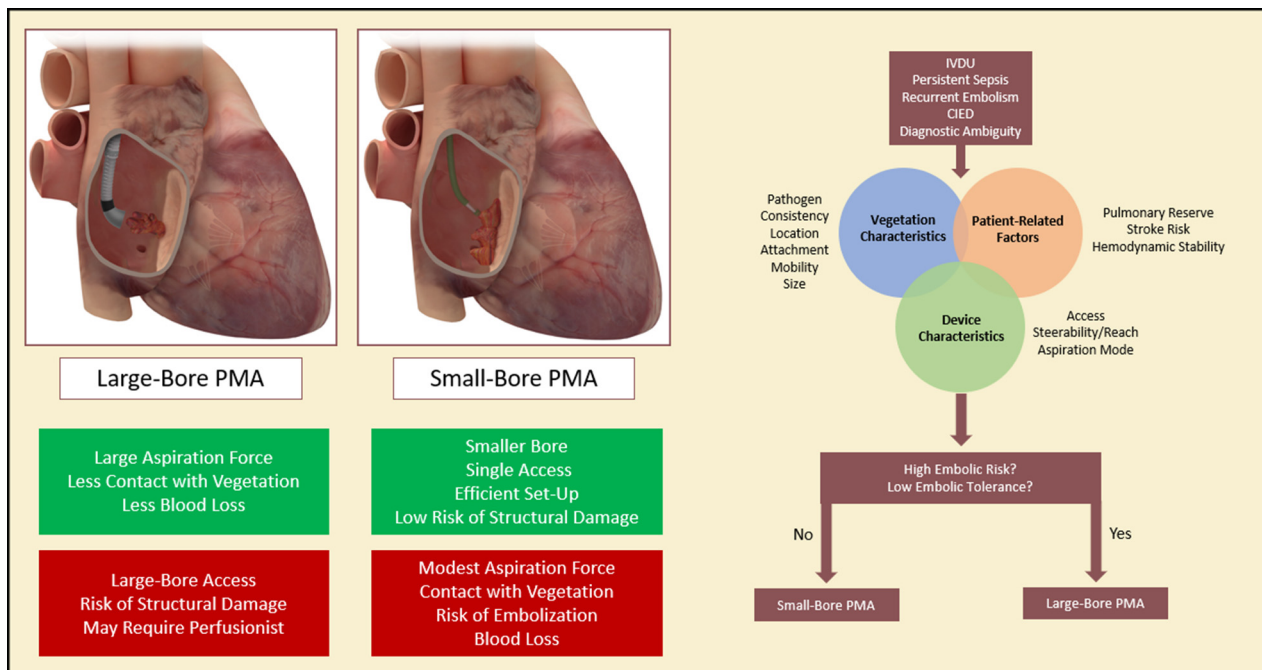 Large-Bore PMA
Large Aspiration Force
Less Contact with Vegetation
Less Blood Loss
Large-Bore Access
Risk of Structural Damage
May Require Perfusionist
Small-Bore PMA
Smaller Bore
Single Access
Efficient Set-Up
Low Risk of Structural Damage
Modest Aspiration Force
Contact with Vegetation
Risk of Embolization
Blood Loss
IVDU
Persistent Sepsis
Recurrent Embolism
CIED
Diagnostic Ambiguity
Pathogen
Consistency
Location
Attachment
Mobility
Size
Vegetation
Characteristics
Patient-Related
Factors
Pulmonary Reserve
Stroke Risk
Hemodynamic Stability
Device
Characteristics
Access
Steerability/Reach
Aspiration Mode
High Embolic Risk?
Low Embolic Tolerance?
No
Yes
Small-Bore PMA
Large-Bore PMA